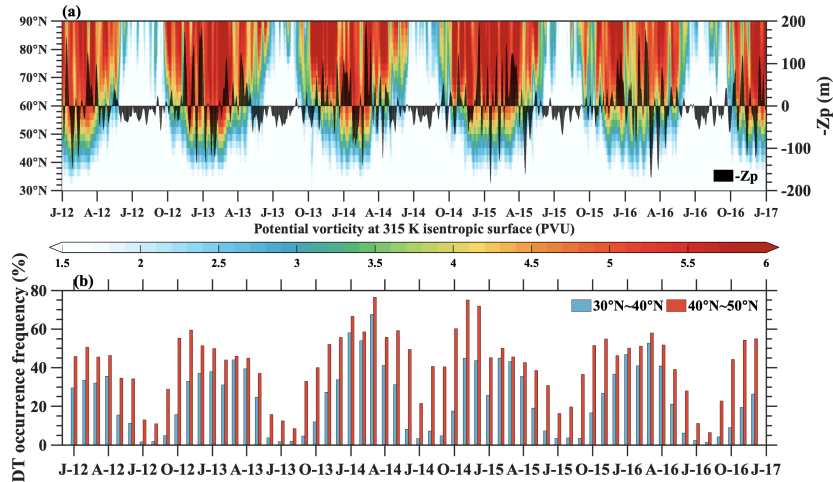 (a)
90°N
80°N
70°N
60°N
50°N
40°N
30°N
200
100
0
-100
-200
-Zp (m)
-Zp
J-12 A-12 J-12 O-12 J-13 A-13 J-13 O-13 J-14 A-14 J-14 O-14 J-15 A-15 J-15 O-15 J-16 A-16 J-16 O-16 J-17
Potential vorticity at 315 K isentropic surface (PVU)
1.5 2 2.5 3 3.5 4 4.5 5 5.5 6
(b)
DT occurrence frequency (%)
80
60
40
20
0
30°N~40°N 40°N~50°N
J-12 A-12 J-12 O-12 J-13 A-13 J-13 O-13 J-14 A-14 J-14 O-14 J-15 A-15 J-15 O-15 J-16 A-16 J-16 O-16 J-17